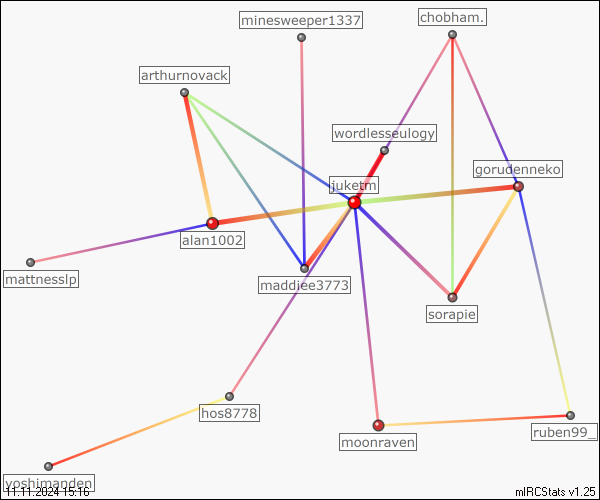 minesweeper1337
chobham.
arthurnovack
wordlesseulogy
gorudenneko
juketm
alan1002
mattnesslp
maddiee3773
sorapie
hos8778
moonraven
ruben99_
yoshimanden
11.11.2024 15:16
mIRCStats v1.25